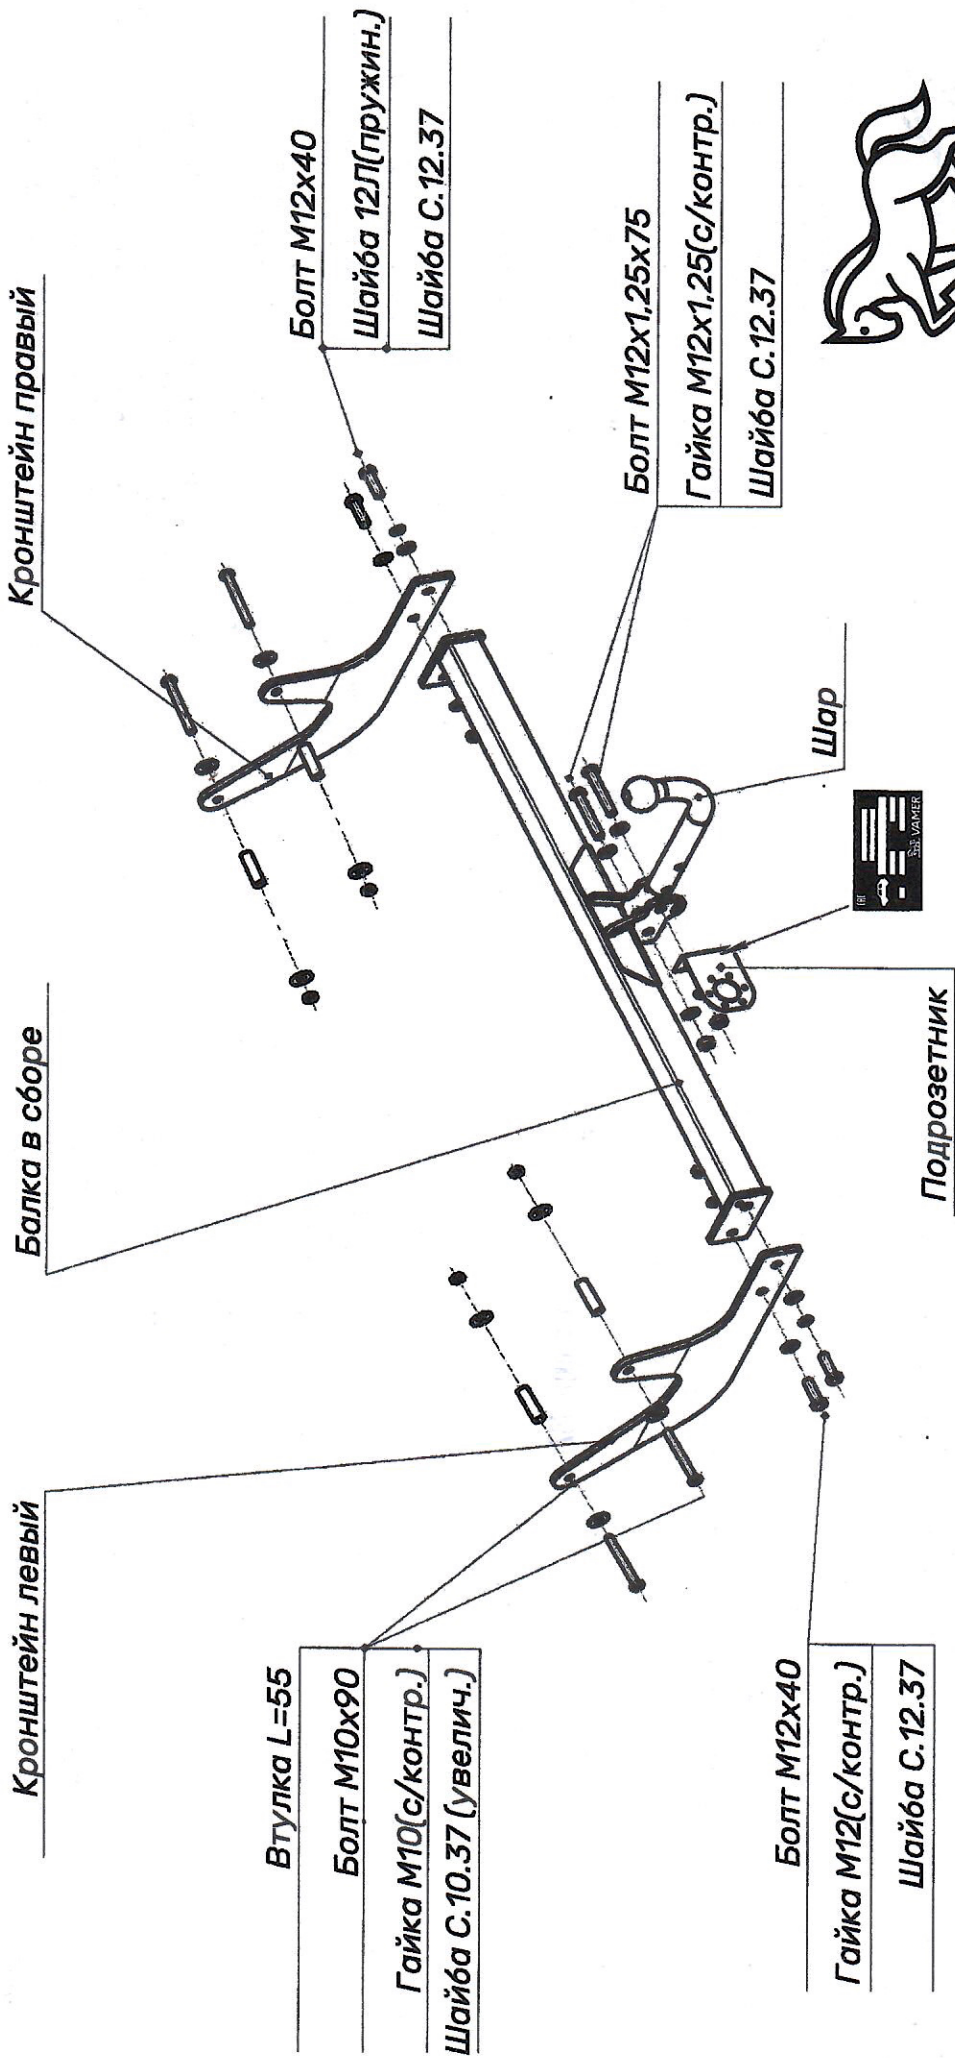 Кронштейн левый
Балка в сборе
Кронштейн правый
Втулка L=55
Болт М10х90
Гайка М10(с/контр.)
Шайба С.10.37 (увелич.)
Болт М12х40
Шайба 12Л(пружин.)
Шайба С.12.37
Болт М12х1,25х75
Гайка М12х1,25(с/контр.)
Шайба С.12.37
Болт М12х40
Гайка М12(с/контр.)
Шайба С.12.37
Шар
Подрозетник
VAMER